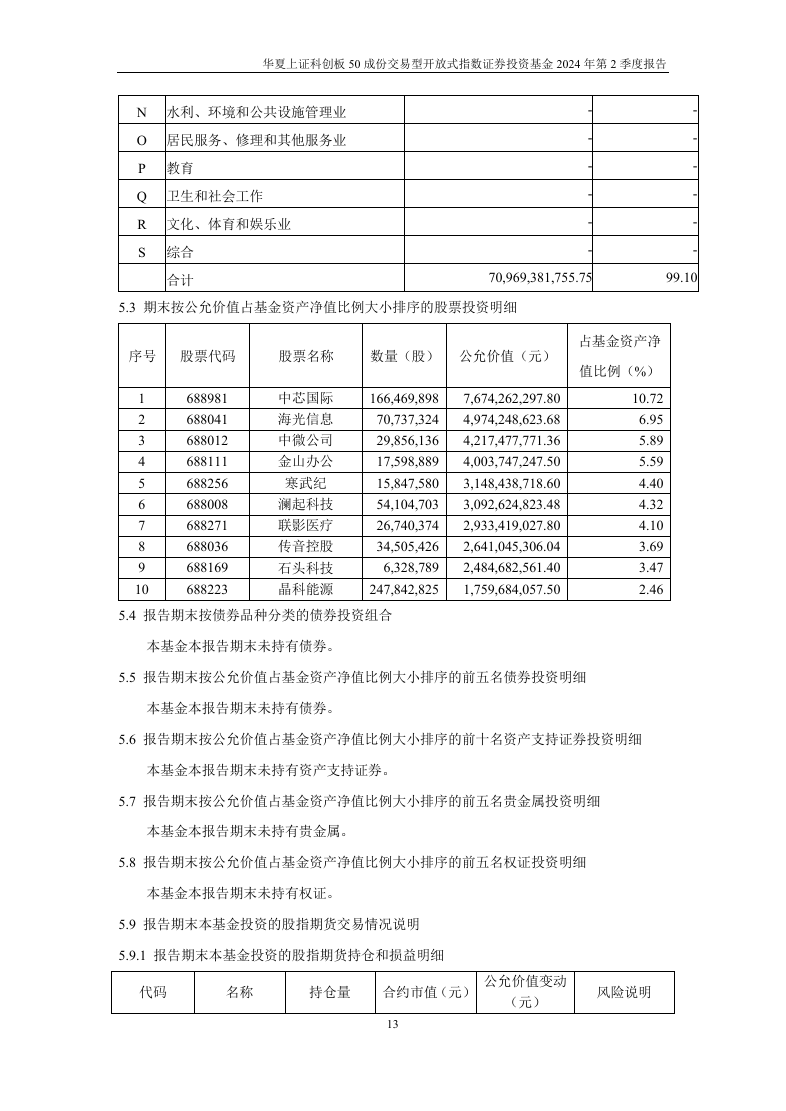 华夏上证科创板 50 成份交易型开放式指数证券投资基金 2024 年第 2 季度报告
N 水利、环境和公共设施管理业 - -
O 居民服务、修理和其他服务业 - -
P 教育 - -
Q 卫生和社会工作 - -
R 文化、体育和娱乐业 - -
S 综合 - -
合计 70,969,381,755.75 99.10
5.3 期末按公允价值占基金资产净值比例大小排序的股票投资明细
序号 股票代码 股票名称 数量（股） 公允价值（元） 占基金资产净
值比例（%）
1 688981 中芯国际 166,469,898 7,674,262,297.80 10.72
2 688041 海光信息 70,737,324 4,974,248,623.68 6.95
3 688012 中微公司 29,856,136 4,217,477,771.36 5.89
4 688111 金山办公 17,598,889 4,003,747,247.50 5.59
5 688256 寒武纪 15,847,580 3,148,438,718.60 4.40
6 688008 澜起科技 54,104,703 3,092,624,823.48 4.32
7 688271 联影医疗 26,740,374 2,933,419,027.80 4.10
8 688036 传音控股 34,505,426 2,641,045,306.04 3.69
9 688169 石头科技 6,328,789 2,484,682,561.40 3.47
10 688223 晶科能源 247,842,825 1,759,684,057.50 2.46
5.4 报告期末按债券品种分类的债券投资组合
本基金本报告期末未持有债券。
5.5 报告期末按公允价值占基金资产净值比例大小排序的前五名债券投资明细
本基金本报告期末未持有债券。
5.6 报告期末按公允价值占基金资产净值比例大小排序的前十名资产支持证券投资明细
本基金本报告期末未持有资产支持证券。
5.7 报告期末按公允价值占基金资产净值比例大小排序的前五名贵金属投资明细
本基金本报告期末未持有贵金属。
5.8 报告期末按公允价值占基金资产净值比例大小排序的前五名权证投资明细
本基金本报告期末未持有权证。
5.9 报告期末本基金投资的股指期货交易情况说明
5.9.1 报告期末本基金投资的股指期货持仓和损益明细
代码 名称 持仓量 合约市值（元） 公允价值变动
（元） 风险说明
13